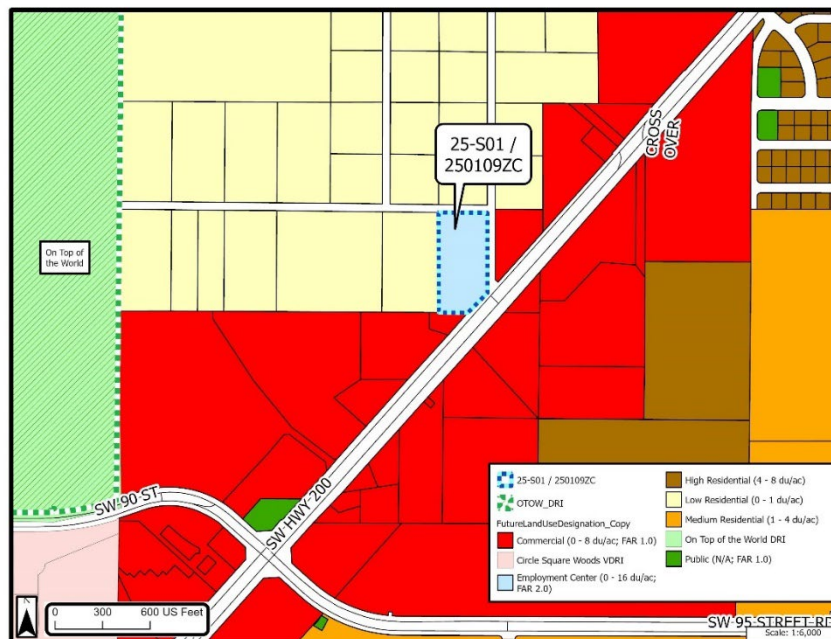 25-S01 /
250109ZC
CROSS
OVER
On Top of
the World
SW 90 ST
SW HWY 200
SW 95 STREET RD
25-S01 / 250109ZC
OTOW_DRI
FutureLandUseDesignation_Copy
Commercial (0 - 8 du/ac; FAR 1.0)
Circle Square Woods VDRI
Employment Center (0 - 16 du/ac;
FAR 2.0)
High Residential (4 - 8 du/ac)
Low Residential (0 - 1 du/ac)
Medium Residential (1 - 4 du/ac)
On Top of the World DRI
Public (N/A; FAR 1.0)
0 300 600 US Feet
Scale: 1:6,000